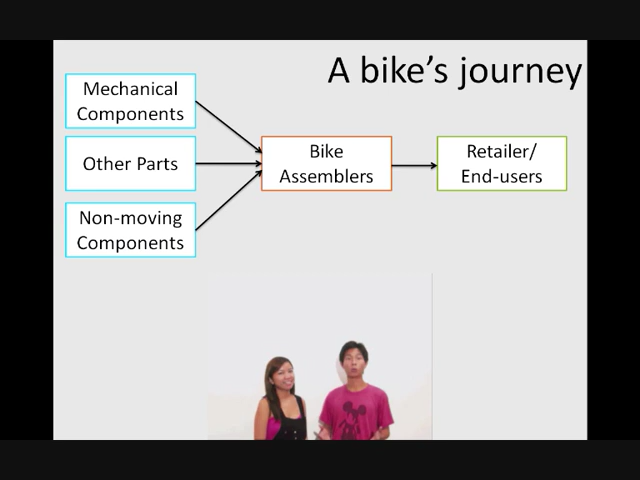 A bike's journey
Mechanical
Components
Other Parts
Non-moving
Components
Bike
Assemblers
Retailer/
End-users